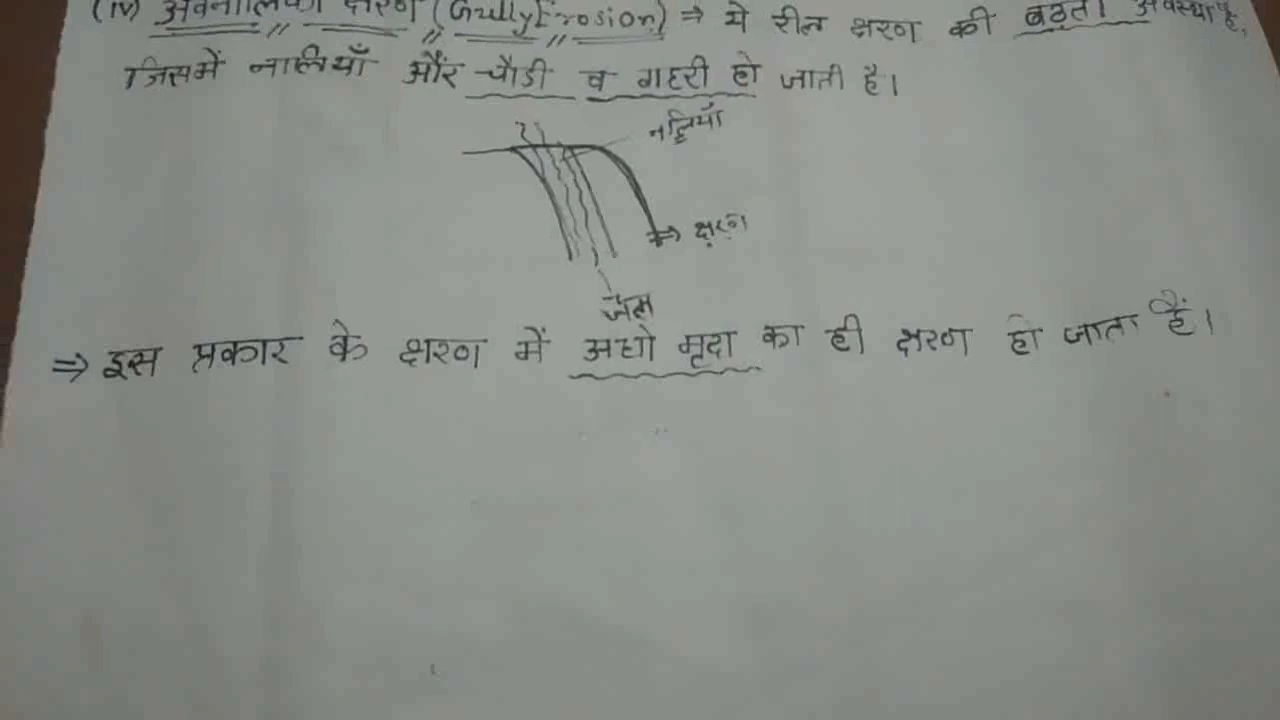 (iv) अवनालिका क्षरण (Gully Erosion) ⇒ ये रील क्षरण की बढ़ता अवस्था है,
जिसमें नालियाँ और चौडी व गहरी हो जाती है।
नालियाँ
⇒ क्षरण
जल
⇒ इस प्रकार के क्षरण में अधो मृदा का ही क्षरण हो जाता हैं।